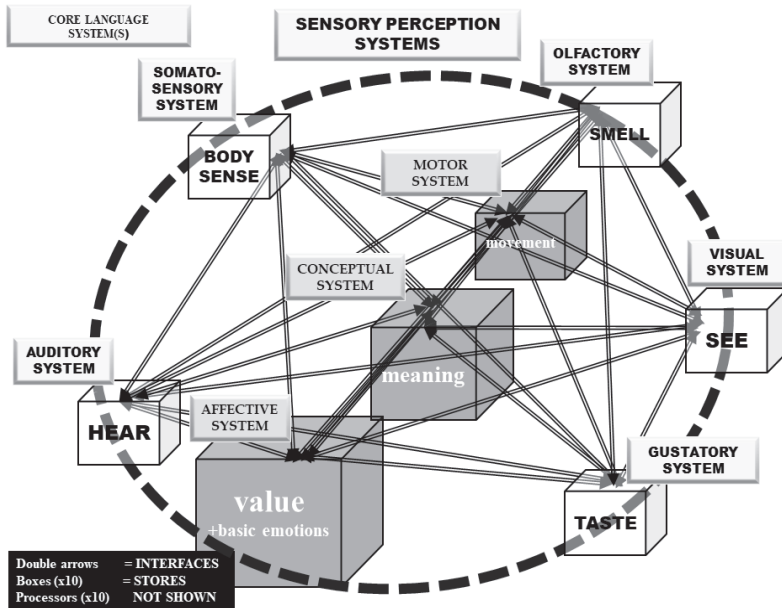 CORE LANGUAGE
SYSTEM(S)
SENSORY PERCEPTION
SYSTEMS
OLFACTORY
SYSTEM
SOMATO-
SENSORY
SYSTEM
SMELL
BODY
SENSE
MOTOR
SYSTEM
movement
VISUAL
SYSTEM
CONCEPTUAL
SYSTEM
SEE
AUDITORY
SYSTEM
meaning
HEAR
AFFECTIVE
SYSTEM
GUSTATORY
SYSTEM
value
+basic emotions
TASTE
Double arrows = INTERFACES
Boxes (x10) = STORES
Processors (x10) NOT SHOWN